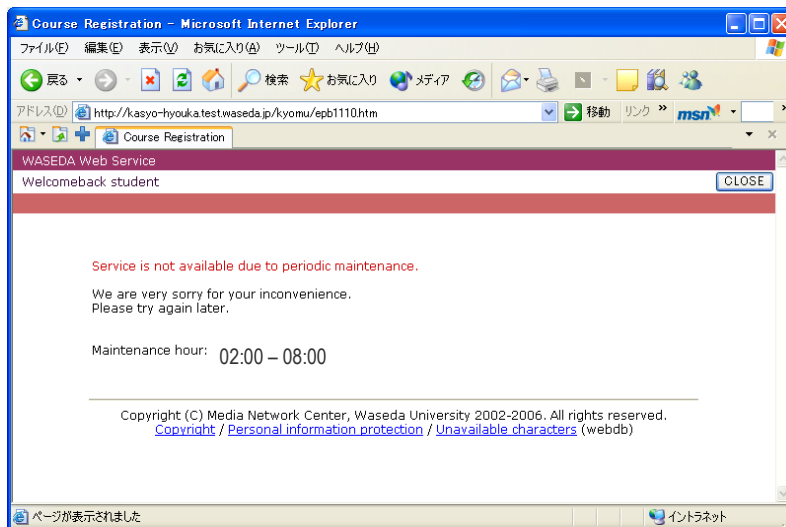 Course Registration - Microsoft Internet Explorer
ファイル(F) 編集(E) 表示(V) お気に入り(A) ツール(T) ヘルプ(H)
戻る 検索 お気に入り メディア
アドレス(D) http://kasyo-hyouka.test.waseda.jp/kyomu/epb1110.htm 移動 リンク » msn »
Course Registration
WASEDA Web Service
Welcomeback student CLOSE
Service is not available due to periodic maintenance.
We are very sorry for your inconvenience.
Please try again later.
Maintenance hour: 02:00 – 08:00
Copyright (C) Media Network Center, Waseda University 2002-2006. All rights reserved.
Copyright / Personal information protection / Unavailable characters (webdb)
ページが表示されました イントラネット